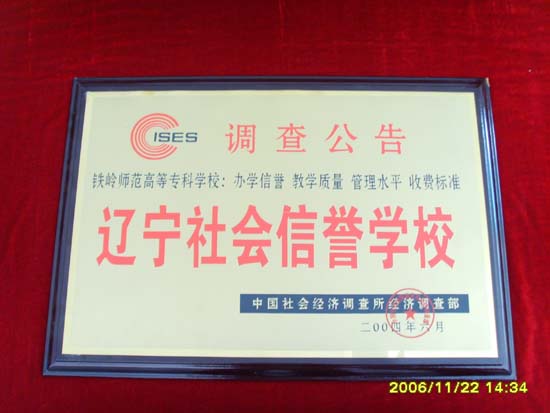 CISES 调查公告
铁岭师范高等专科学校：办学信誉 教学质量 管理水平 收费标准
辽宁社会信誉学校
中国社会经济调查所经济调查部
二00四年六月
2006/11/22 14:34